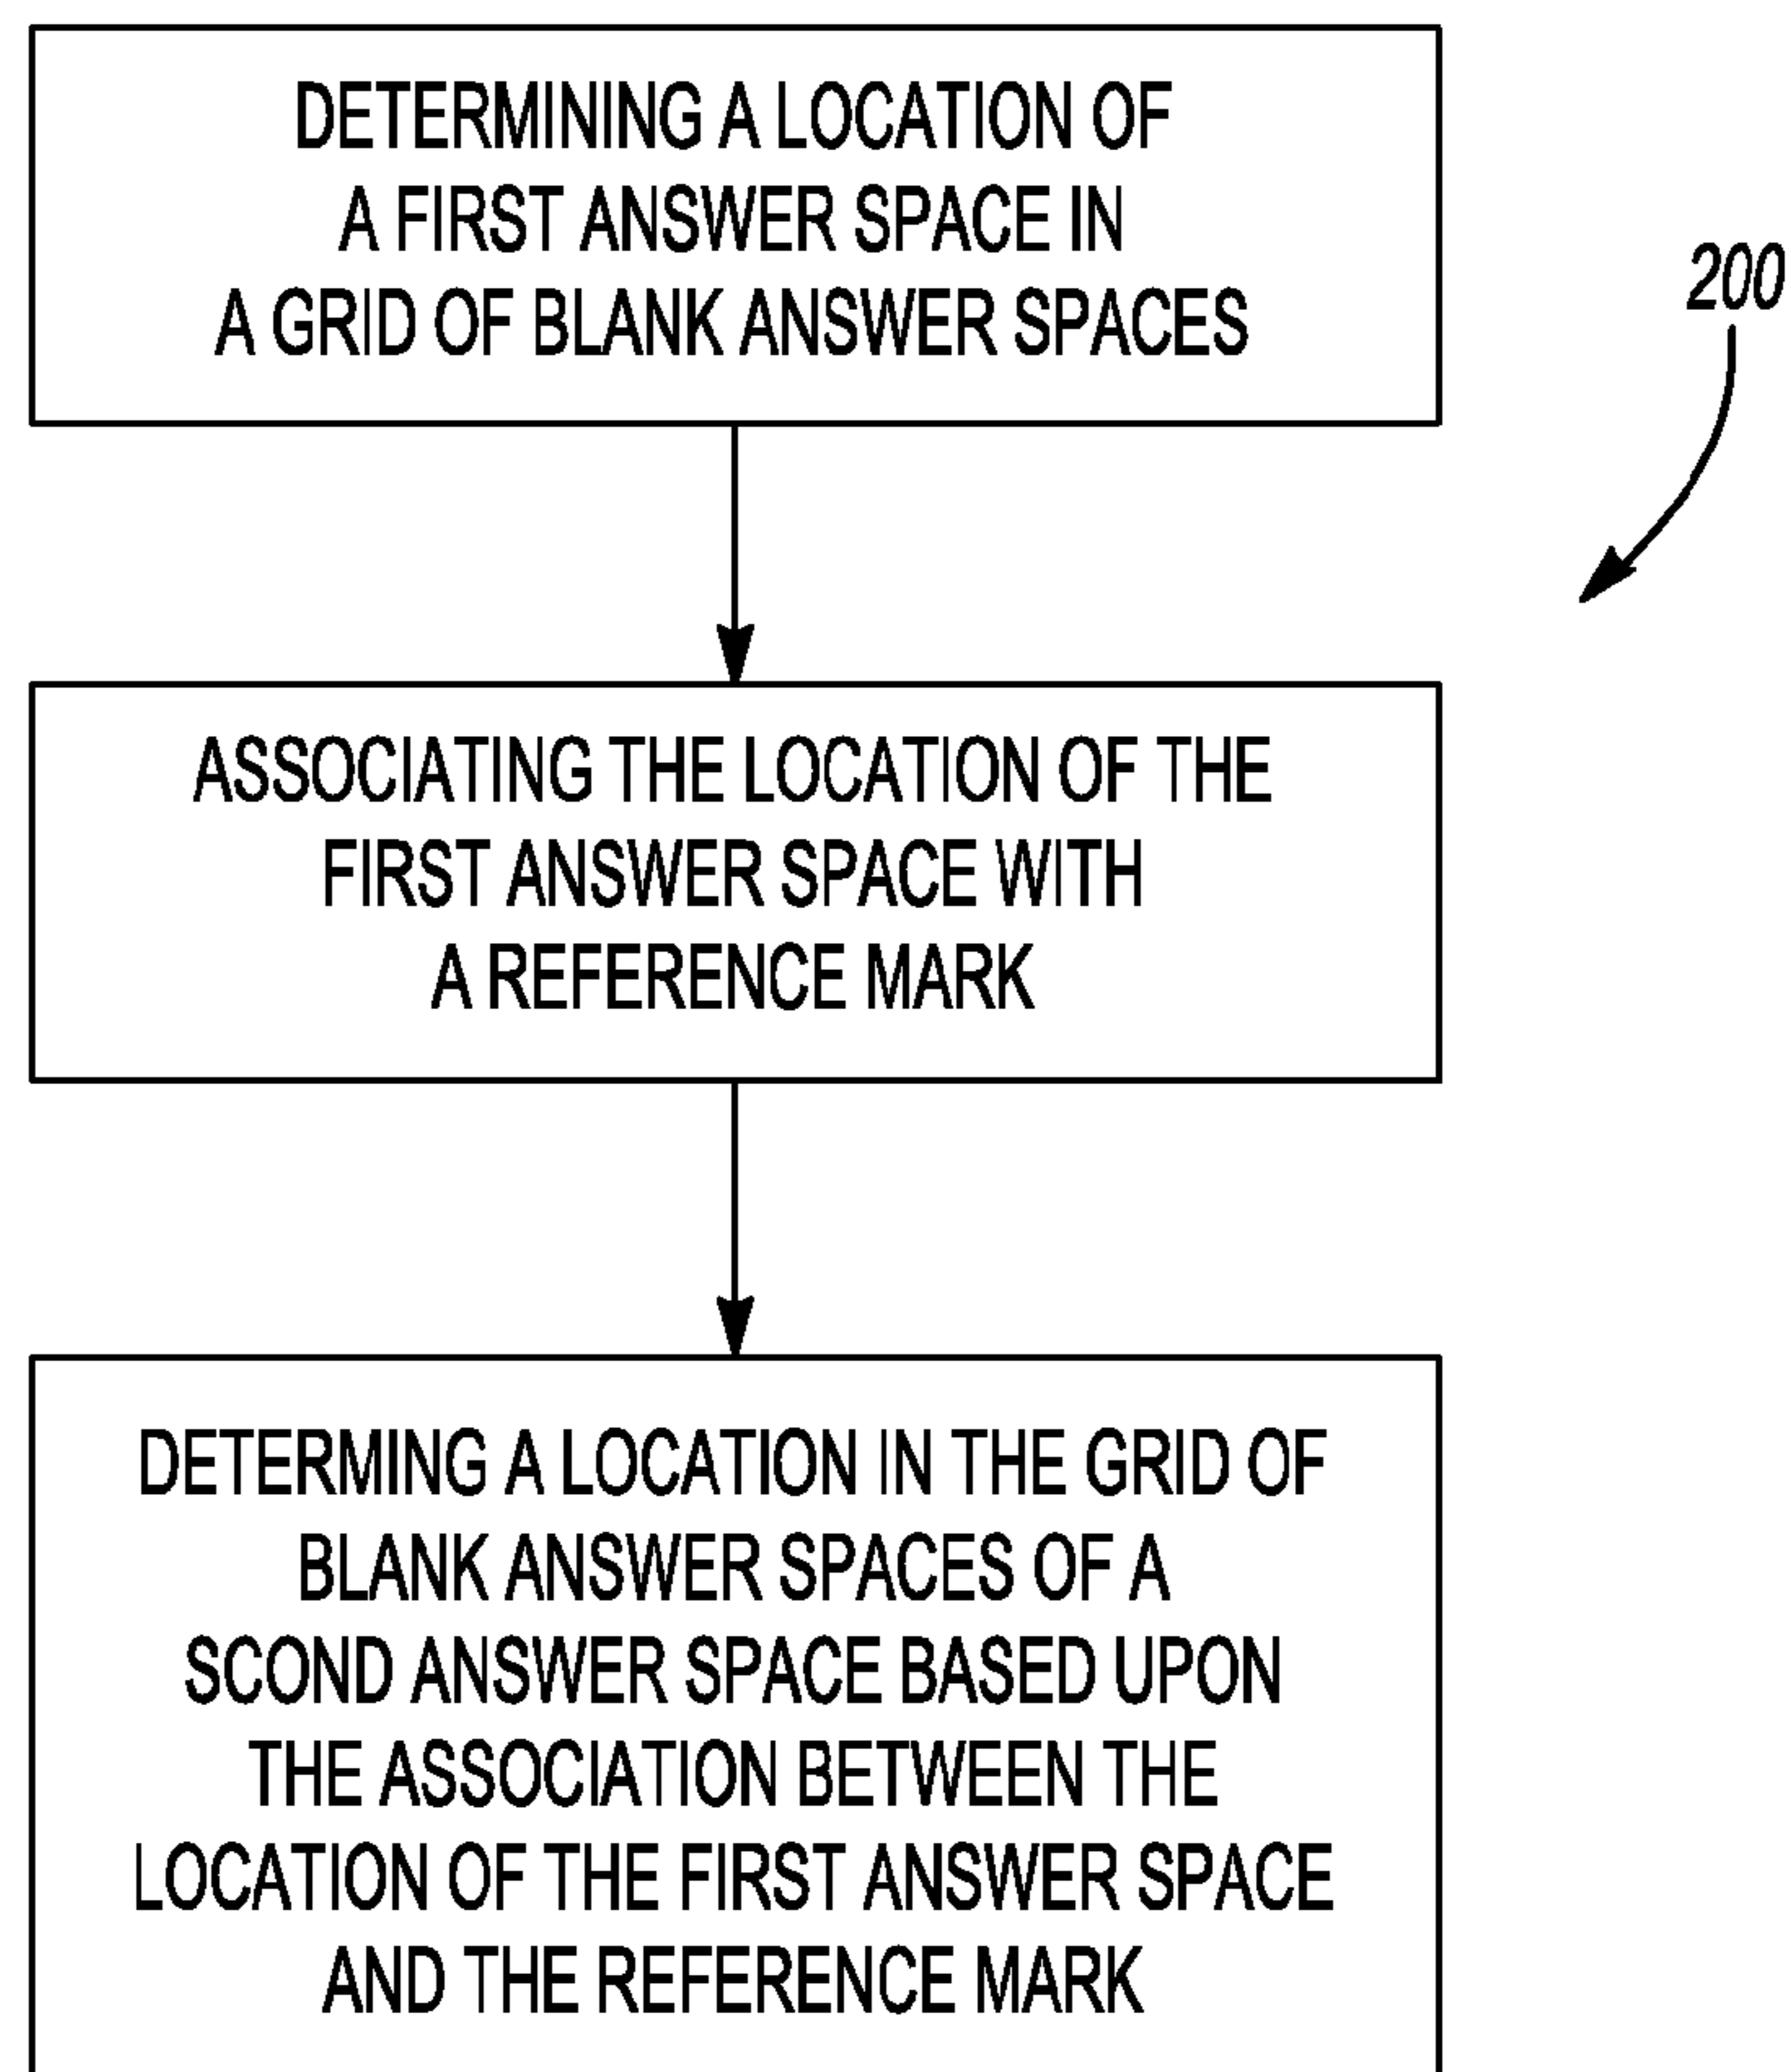 DETERMINING A LOCATION OF
A FIRST ANSWER SPACE IN
A GRID OF BLANK ANSWER SPACES
200
ASSOCIATING THE LOCATION OF THE
FIRST ANSWER SPACE WITH
A REFERENCE MARK
DETERMING A LOCATION IN THE GRID OF
BLANK ANSWER SPACES OF A
SCOND ANSWER SPACE BASED UPON
THE ASSOCIATION BETWEEN THE
LOCATION OF THE FIRST ANSWER SPACE
AND THE REFERENCE MARK